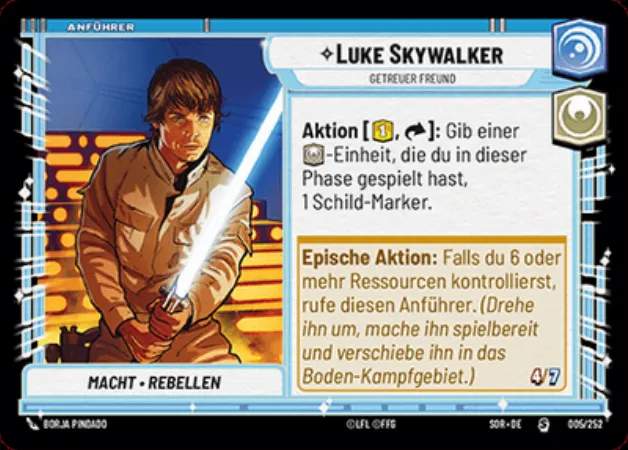 ANFÜHRER
LUKE SKYWALKER
GETREUER FREUND
Aktion [1, ]: Gib einer
-Einheit, die du in dieser
Phase gespielt hast,
1 Schild-Marker.
Epische Aktion: Falls du 6 oder
mehr Ressourcen kontrollierst,
rufe diesen Anführer. (Drehe
ihn um, mache ihn spielbereit
und verschiebe ihn in das
Boden-Kampfgebiet.)
4/7
MACHT • REBELLEN
BORJA PINDADO
©LFL ©FFG
SOR • DE
005/252